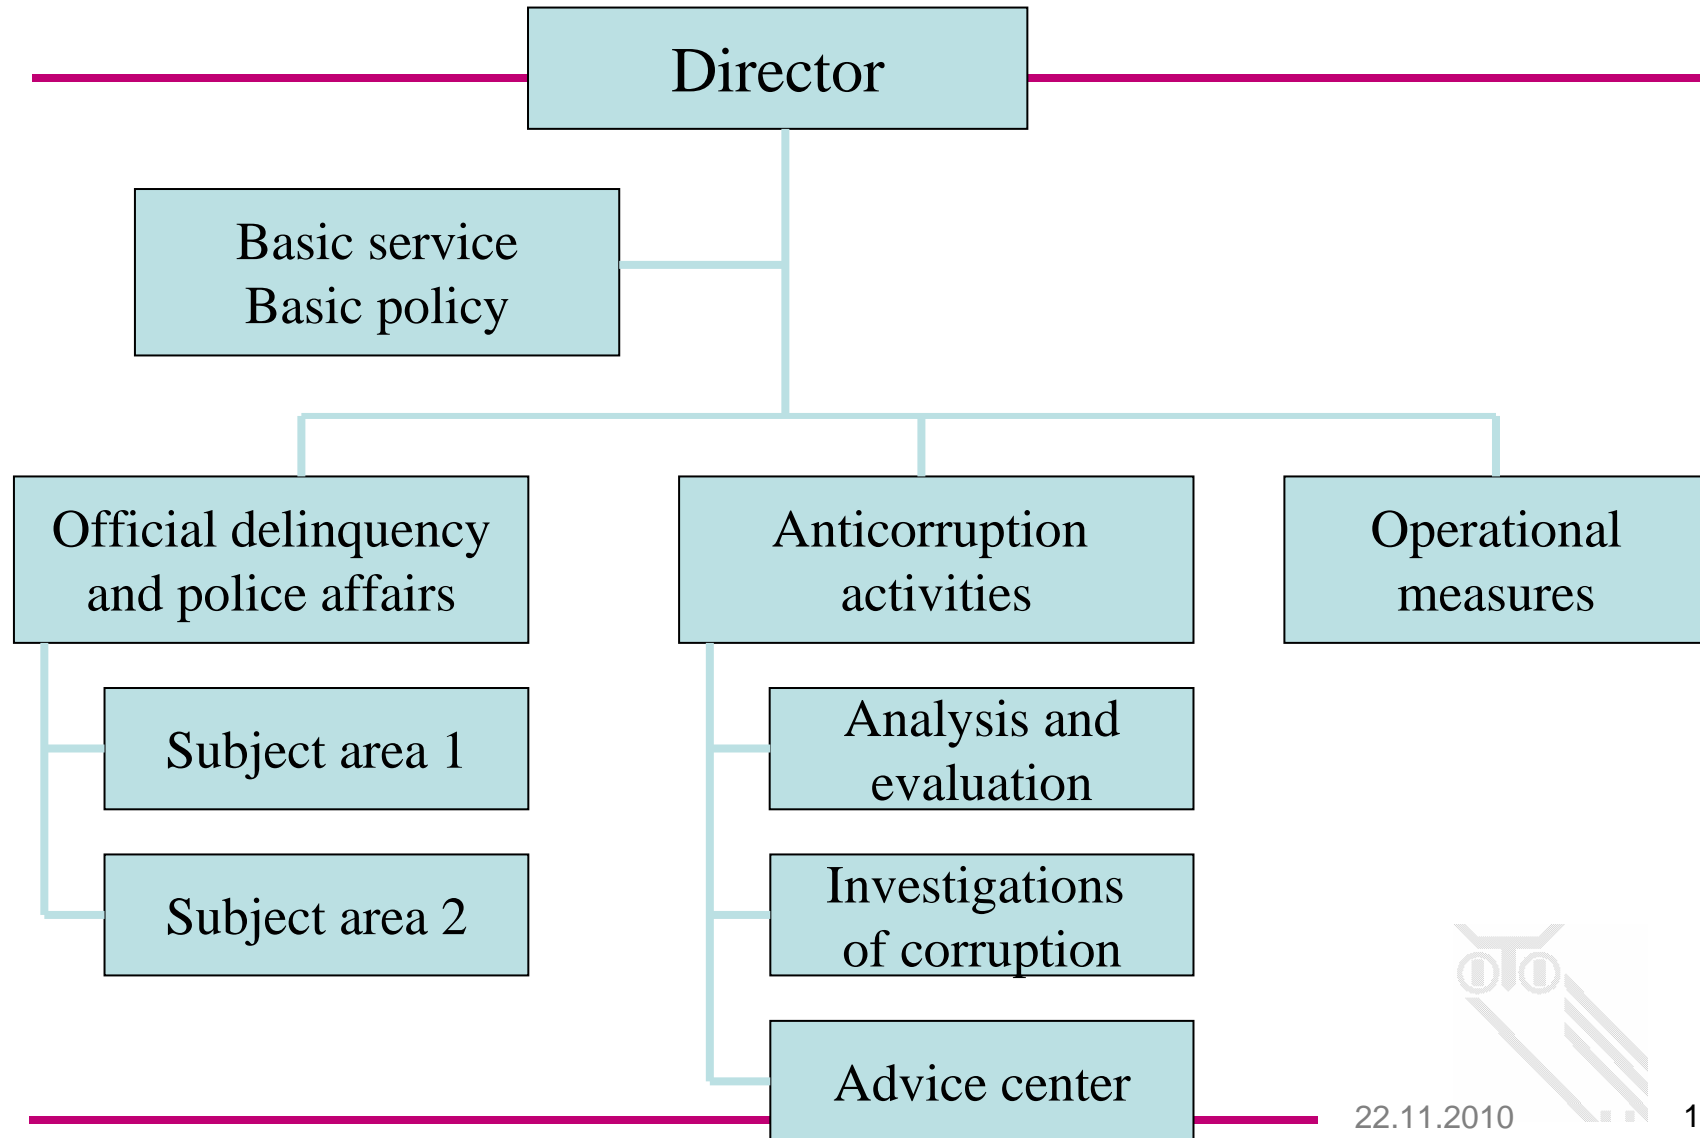 Director
Basic service
Basic policy
Official delinquency
and police affairs
Anticorruption
activities
Operational
measures
Subject area 1
Subject area 2
Analysis and
evaluation
Investigations
of corruption
Advice center
22.11.2010
1